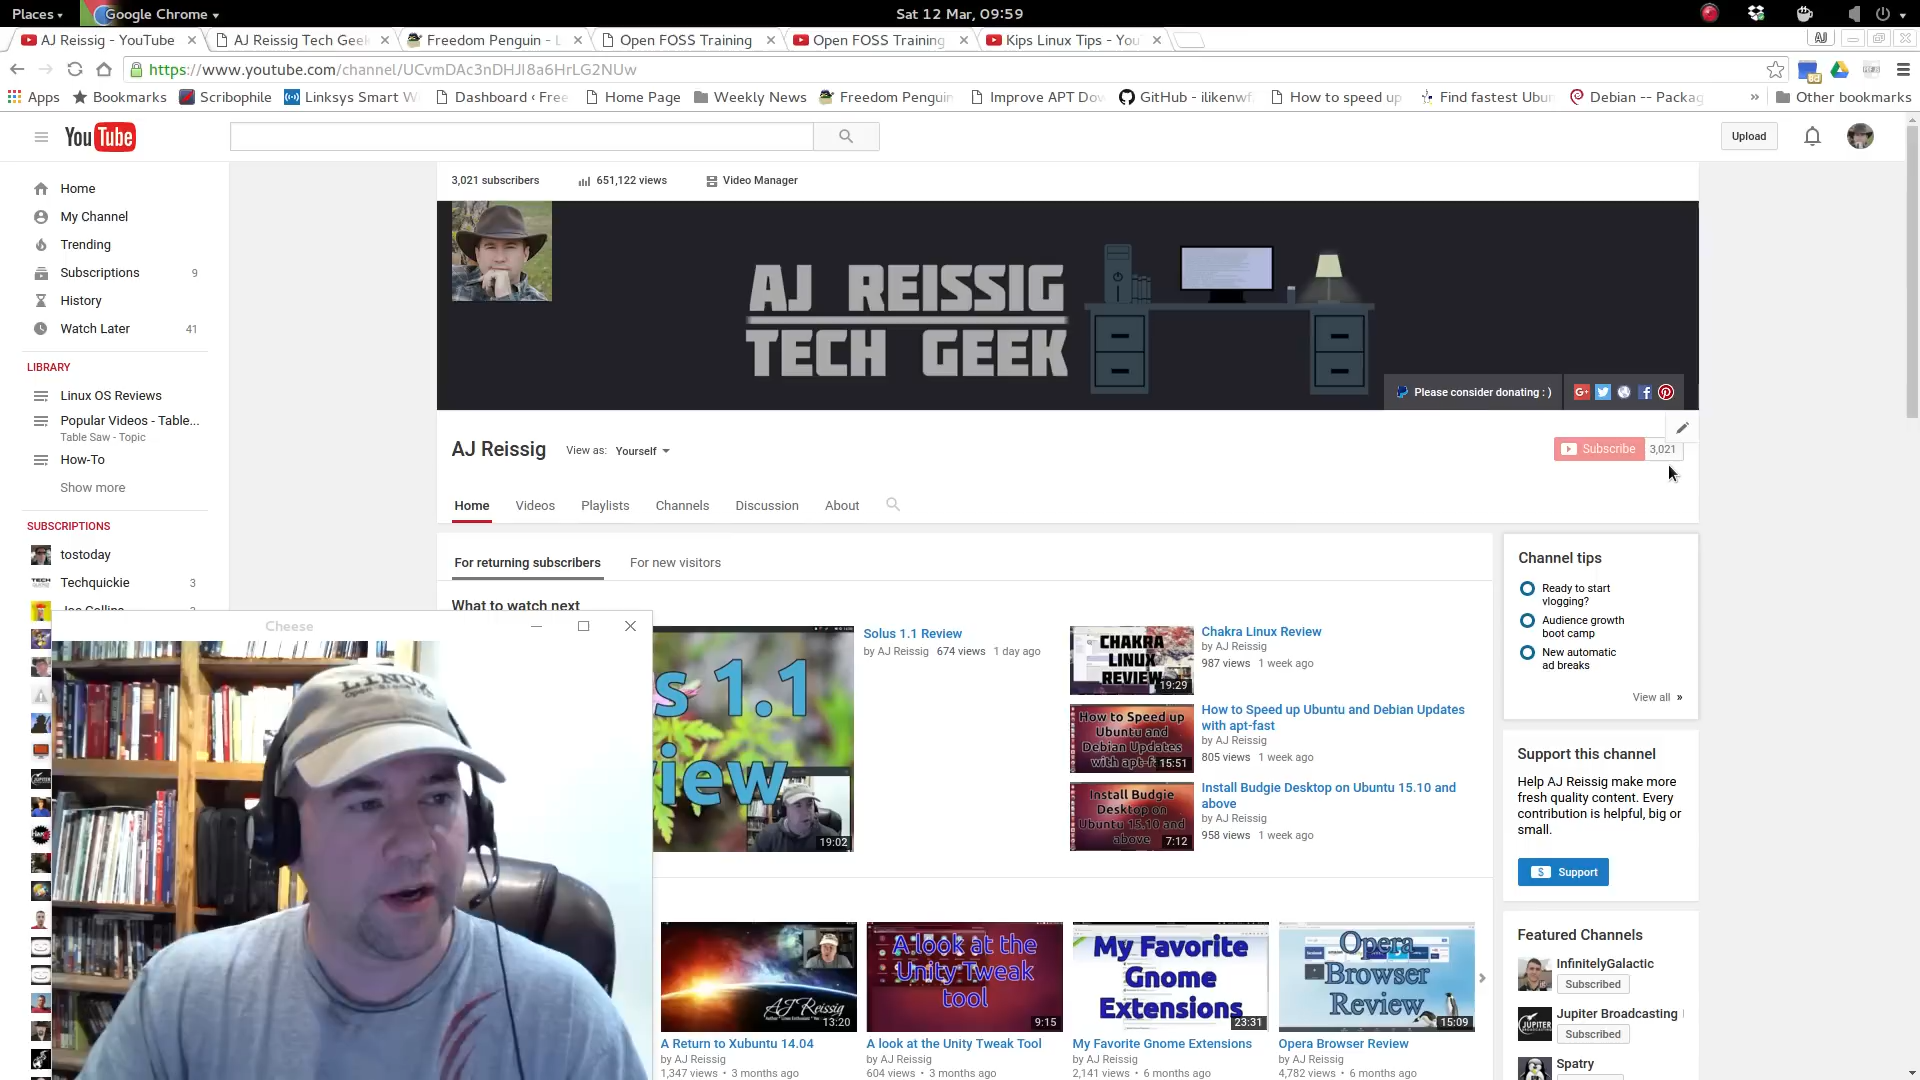 Places
Google Chrome
Sat 12 Mar, 09:59
AJ Reissig - YouTube
AJ Reissig Tech Geek
Freedom Penguin - L
Open FOSS Training
Open FOSS Training
Kips Linux Tips - You
AJ
https://www.youtube.com/channel/UCvmDAc3nDHJI8a6HrLG2NUw
Apps
Bookmarks
Scribophile
Linksys Smart W
Dashboard ‹ Free
Home Page
Weekly News
Freedom Penguin
Improve APT Do
GitHub - ilikenwf
How to speed up
Find fastest Ubun
Debian -- Packag
»
Other bookmarks
YouTube
Upload
Home
My Channel
Trending
Subscriptions 9
History
Watch Later 41
LIBRARY
Linux OS Reviews
Popular Videos - Table...
Table Saw - Topic
How-To
Show more
SUBSCRIPTIONS
tostoday
Techquickie 3
Joe Collins
3,021 subscribers
651,122 views
Video Manager
AJ REISSIG
TECH GEEK
Please consider donating : )
AJ Reissig
View as: Yourself
Subscribe 3,021
Home
Videos
Playlists
Channels
Discussion
About
For returning subscribers
For new visitors
What to watch next
Cheese
LINUX
s 1.1
iew
19:02
Solus 1.1 Review
by AJ Reissig 674 views 1 day ago
CHAKRA
LINUX
REVIEW
19:29
Chakra Linux Review
by AJ Reissig
987 views 1 week ago
How to Speed up
Ubuntu and
Debian Updates
with apt-fa
15:51
How to Speed up Ubuntu and Debian Updates
with apt-fast
by AJ Reissig
805 views 1 week ago
Install Budgie
Desktop on
Ubuntu 15.10 and
above
7:12
Install Budgie Desktop on Ubuntu 15.10 and
above
by AJ Reissig
958 views 1 week ago
AJ Reissig
13:20
A Return to Xubuntu 14.04
by AJ Reissig
1,347 views • 3 months ago
A look at the
Unity Tweak
tool
9:15
A look at the Unity Tweak Tool
by AJ Reissig
604 views • 3 months ago
My Favorite
Gnome
Extensions
23:31
My Favorite Gnome Extensions
by AJ Reissig
2,141 views • 6 months ago
Opera
Browser
Review
15:09
Opera Browser Review
by AJ Reissig
4,782 views • 6 months ago
Channel tips
Ready to start
vlogging?
Audience growth
boot camp
New automatic
ad breaks
View all »
Support this channel
Help AJ Reissig make more
fresh quality content. Every
contribution is helpful, big or
small.
Support
Featured Channels
InfinitelyGalactic
Subscribed
JUPITER
Jupiter Broadcasting
Subscribed
Spatry